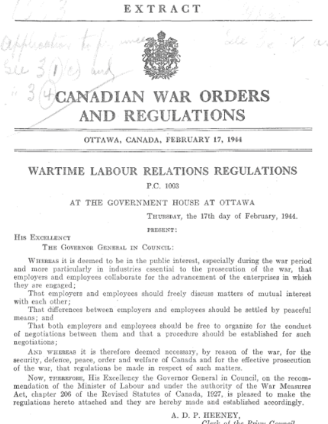 EXTRACT
See
See 3(1)(c) and
3(4)
CANADIAN WAR ORDERS
AND REGULATIONS
OTTAWA, CANADA, FEBRUARY 17, 1944
WARTIME LABOUR RELATIONS REGULATIONS
P.C. 1003
AT THE GOVERNMENT HOUSE AT OTTAWA
THURSDAY, the 17th day of February, 1944.
PRESENT:
HIS EXCELLENCY
THE GOVERNOR GENERAL IN COUNCIL:
WHEREAS it is deemed to be in the public interest, especially during the war period
and more particularly in industries essential to the prosecution of the war, that
employers and employees collaborate for the advancement of the enterprises in which
they are engaged;
That employers and employees should freely discuss matters of mutual interest
with each other;
That differences between employers and employees should be settled by peaceful
means; and
That both employers and employees should be free to organize for the conduct
of negotiations between them and that a procedure should be established for such
negotiations;
AND WHEREAS it is therefore deemed necessary, by reason of the war, for the
security, defence, peace, order and welfare of Canada and for the effective prosecution
of the war, that regulations be made in respect of such matters.
NOW, THEREFORE, His Excellency the Governor General in Council, on the recom-
mendation of the Minister of Labour and under the authority of the War Measures
Act, chapter 206 of the Revised Statutes of Canada, 1927, is pleased to make the
regulations hereto attached and they are hereby made and established accordingly.
A. D. P. HEENEY,
Clerk of the Privy Council.